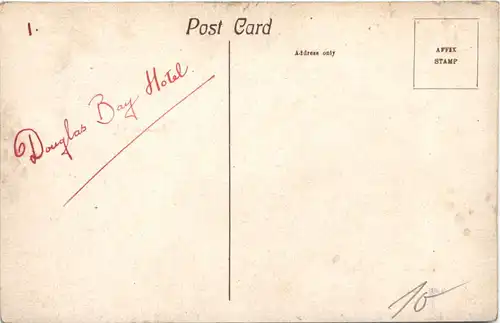 1.
Post Card
Address only
AFFIX
STAMP
Douglas Bay Hotel
10